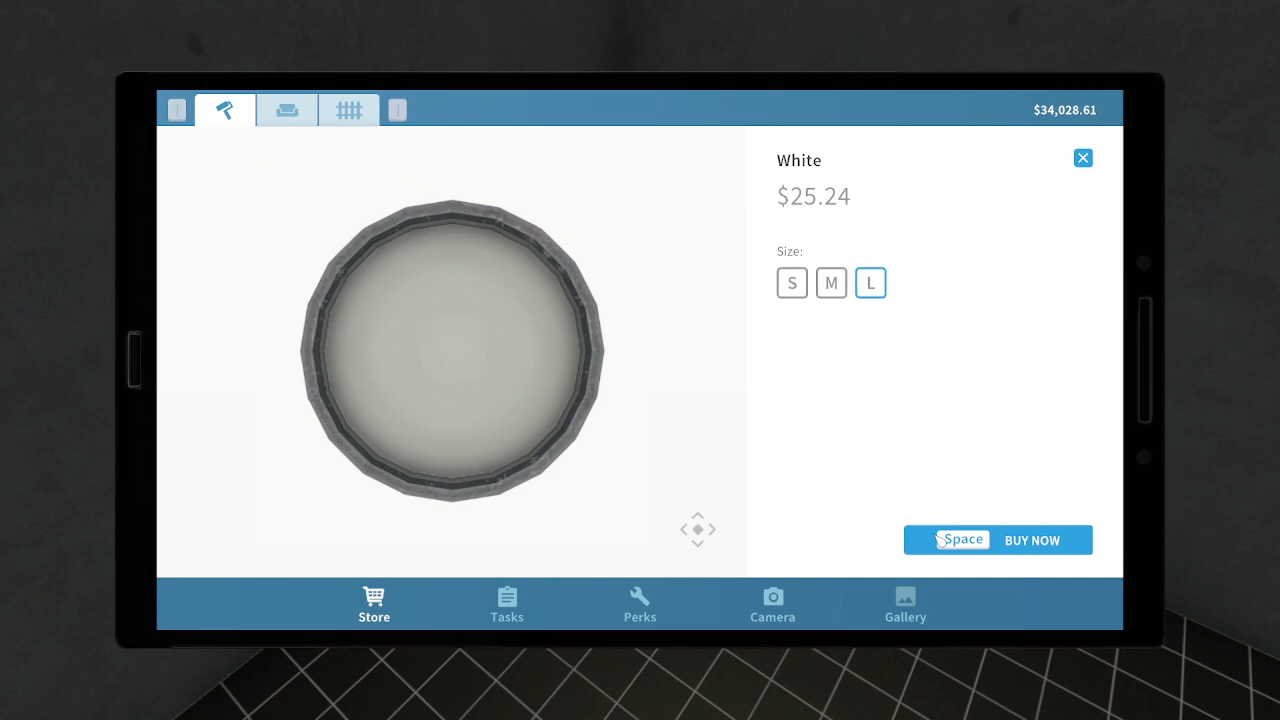 $34,028.61
White
$25.24
Size:
S M L
Space BUY NOW
Store Tasks Perks Camera Gallery